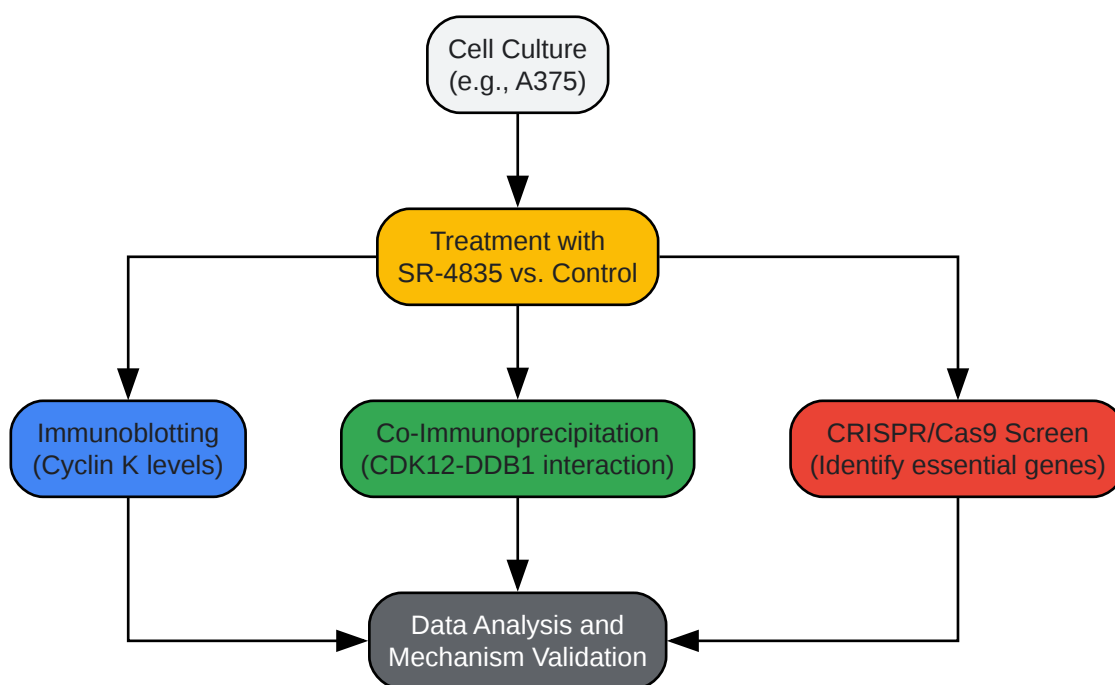 Cell Culture
(e.g., A375)
Treatment with
SR-4835 vs. Control
Immunoblotting
(Cyclin K levels)
Co-Immunoprecipitation
(CDK12-DDB1 interaction)
CRISPR/Cas9 Screen
(Identify essential genes)
Data Analysis and
Mechanism Validation